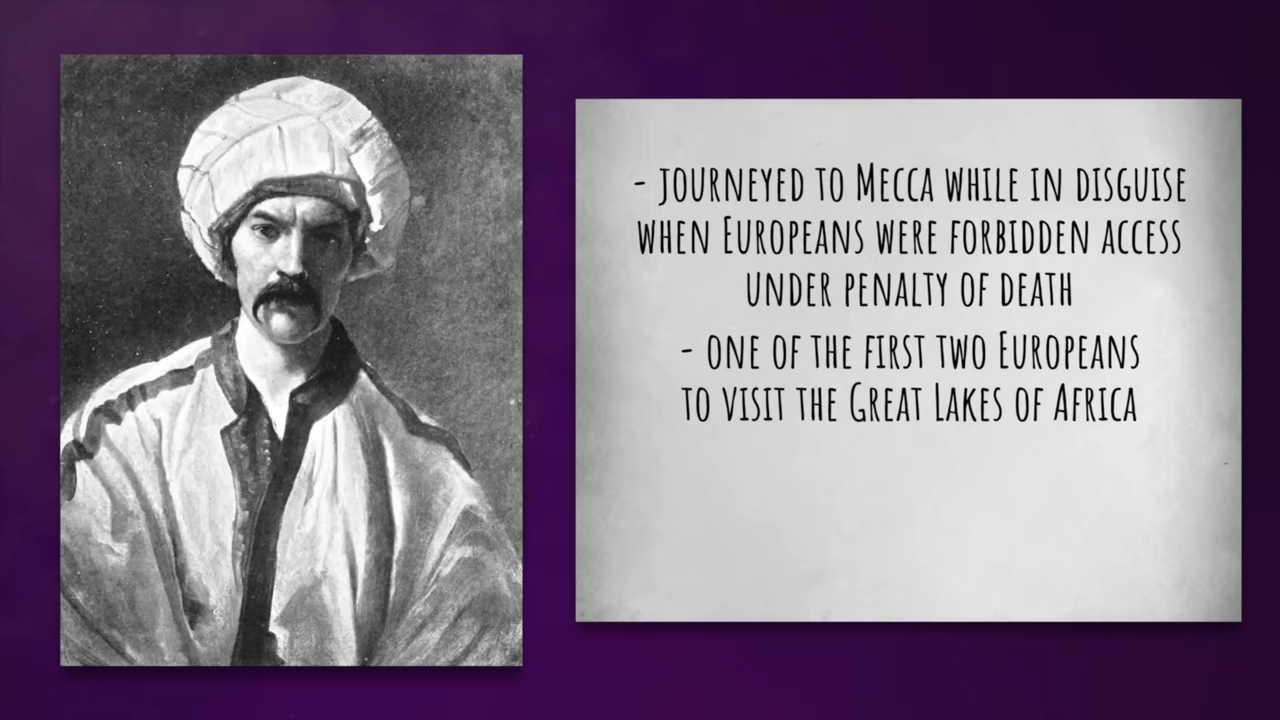 - journeyed to Mecca while in disguise
when Europeans were forbidden access
under penalty of death
- one of the first two Europeans
to visit the Great Lakes of Africa